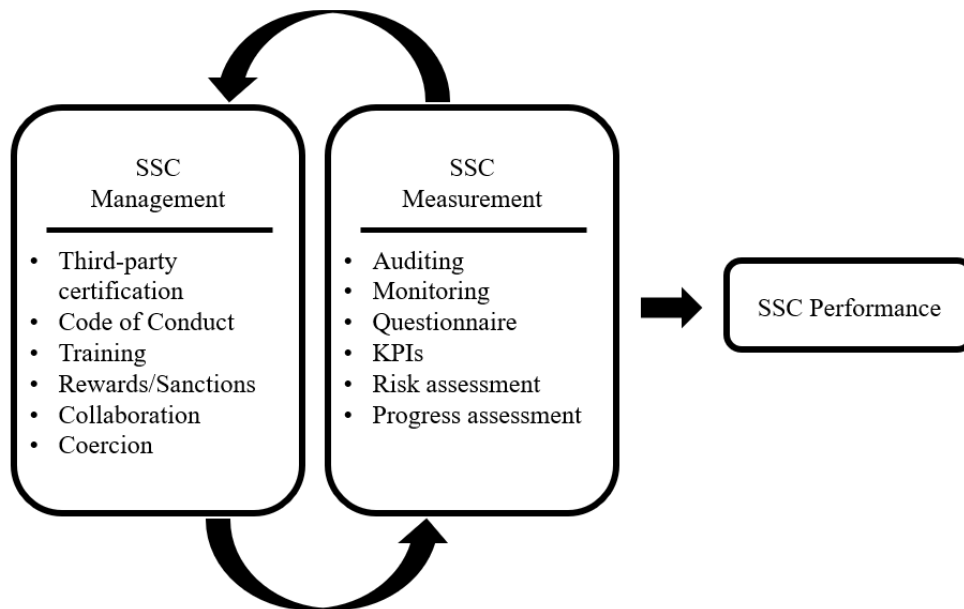 SSC
Management
• Third-party
certification
• Code of Conduct
• Training
• Rewards/Sanctions
• Collaboration
• Coercion
SSC
Measurement
• Auditing
• Monitoring
• Questionnaire
• KPIs
• Risk assessment
• Progress assessment
SSC Performance